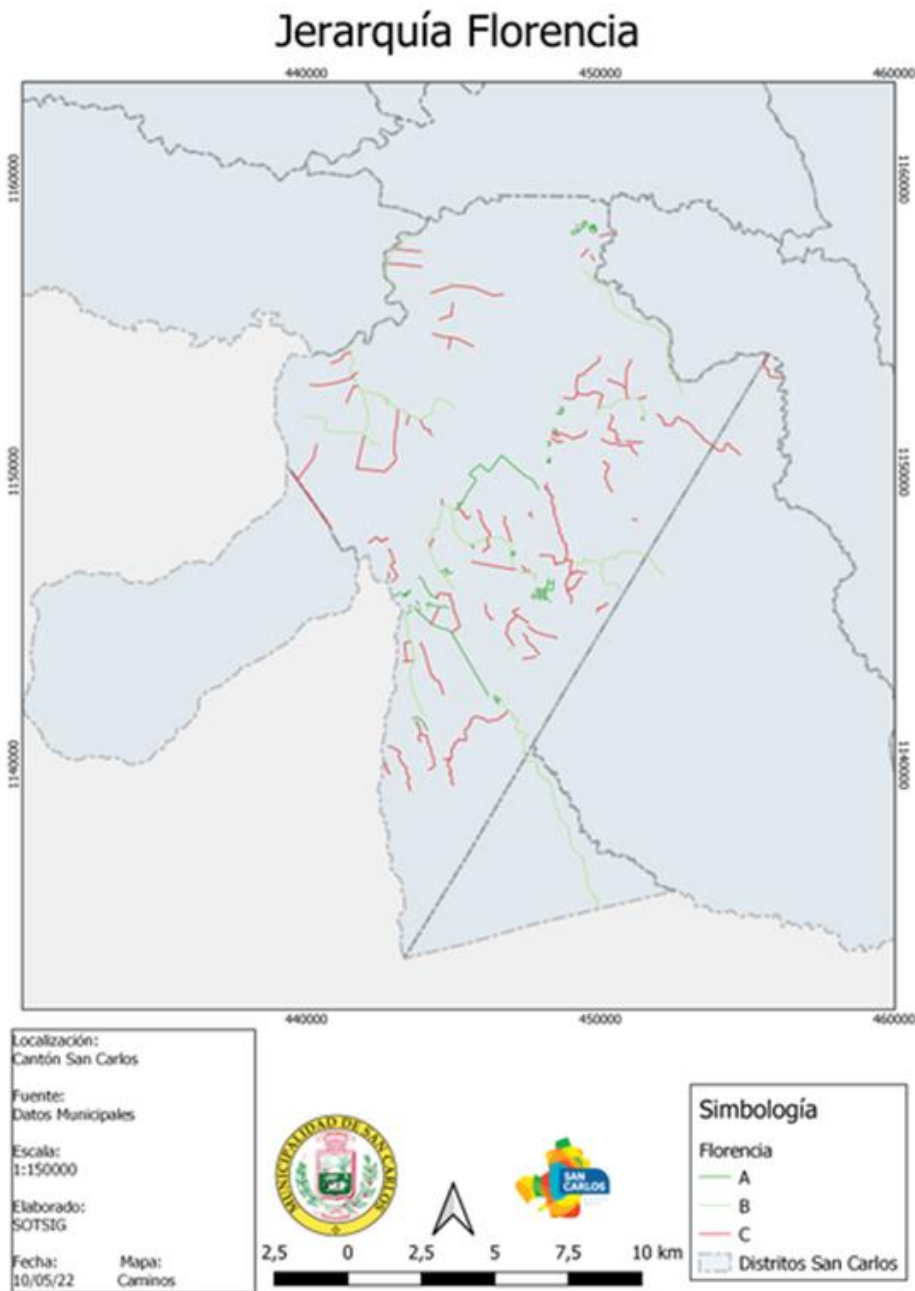 Jerarquía Florencia
440000
450000
460000
1160000
1160000
1150000
1150000
1140000
1140000
440000
450000
460000
Localización:
Cantón San Carlos
Fuente:
Datos Municipales
Escala:
1:150000
Elaborado:
SOTSIG
Fecha:
10/05/22
Mapa:
Caminos
MUNICIPALIDAD DE SAN CARLOS
SAN
CARLOS
2,5 0 2,5 5 7,5 10 km
Simbología
Florencia
A
B
C
Distritos San Carlos